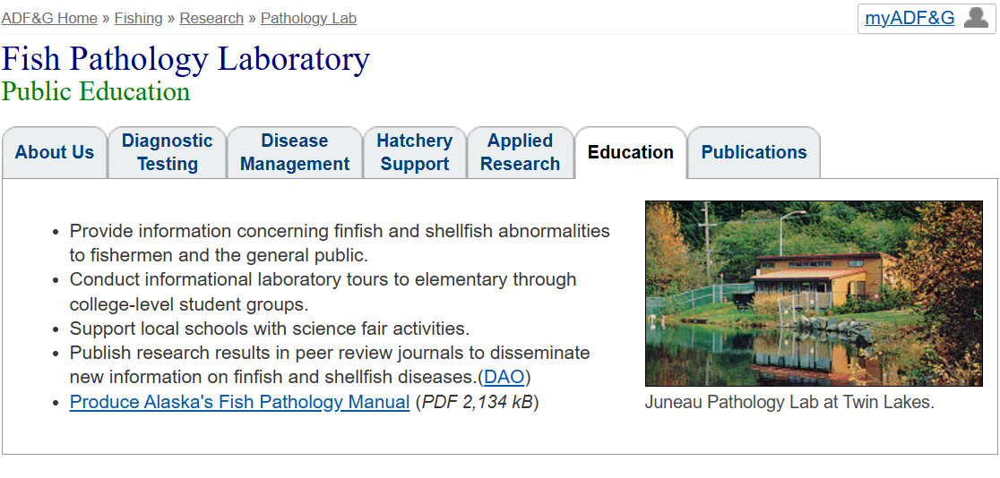 ADF&G Home » Fishing » Research » Pathology Lab
myADF&G
Fish Pathology Laboratory
Public Education
About Us
Diagnostic
Testing
Disease
Management
Hatchery
Support
Applied
Research
Education
Publications
• Provide information concerning finfish and shellfish abnormalities
to fishermen and the general public.
• Conduct informational laboratory tours to elementary through
college-level student groups.
• Support local schools with science fair activities.
• Publish research results in peer review journals to disseminate
new information on finfish and shellfish diseases.(DAO)
• Produce Alaska's Fish Pathology Manual (PDF 2,134 kB)
Juneau Pathology Lab at Twin Lakes.